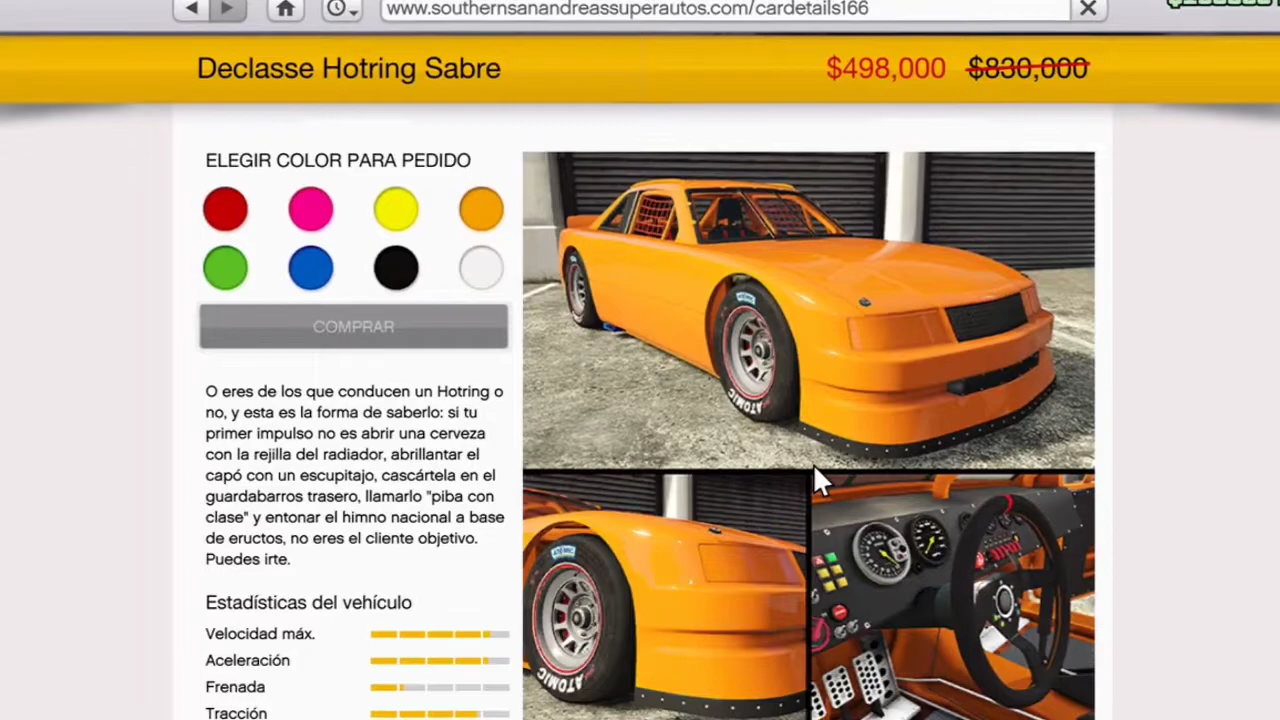 www.southernsanandreassuperautos.com/cardetails166
Declasse Hotring Sabre
$498,000 $830,000
ELEGIR COLOR PARA PEDIDO
COMPRAR
O eres de los que conducen un Hotring o
no, y esta es la forma de saberlo: si tu
primer impulso no es abrir una cerveza
con la rejilla del radiador, abrillantar el
capó con un escupitajo, cascártela en el
guardabarros trasero, llamarlo "piba con
clase" y entonar el himno nacional a base
de eructos, no eres el cliente objetivo.
Puedes irte.
Estadísticas del vehículo
Velocidad máx.
Aceleración
Frenada
Tracción
ATOMIC
ATOMIC
ATOMIC
ATOMIC